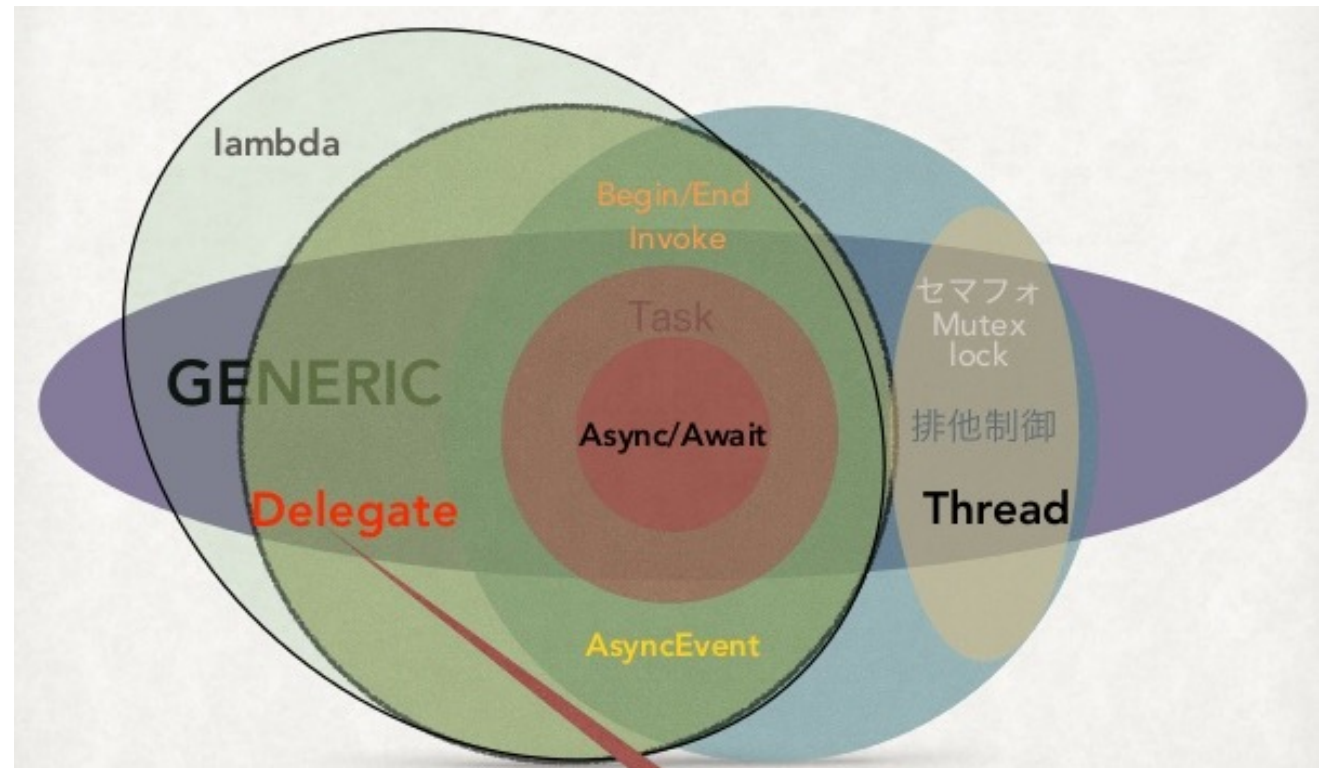 lambda
Begin/End
Invoke
Task
Async/Await
GENERIC
Delegate
AsyncEvent
セマフォ
Mutex
lock
排他制御
Thread